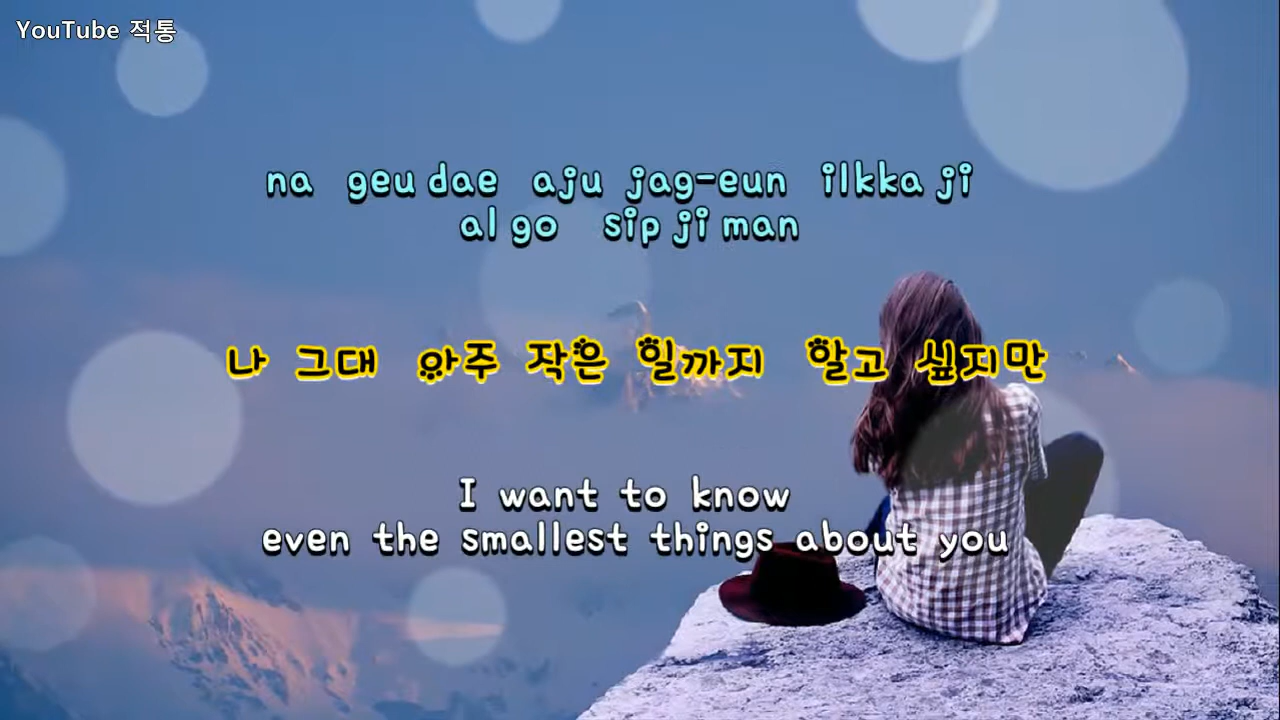 YouTube 적통
na geu dae aju jag-eun ilkka ji
al go sip ji man
나 그대 아주 작은 일까지 알고 싶지만
I want to know
even the smallest things about you